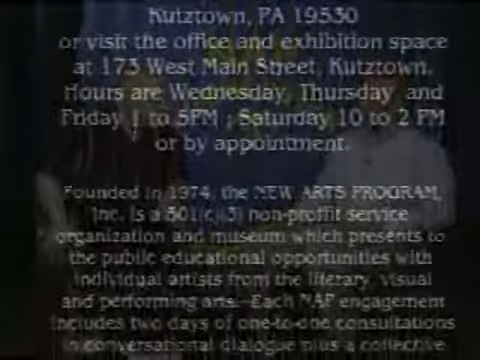 Kutztown, PA 19530
or visit the office and exhibition space
at 173 West Main Street, Kutztown.
Hours are Wednesday, Thursday and
Friday 1 to 5PM ; Saturday 10 to 2 PM
or by appointment.
Founded in 1974, the NEW ARTS PROGRAM,
Inc. is a 501(c)(3) non-proffit service
organization and museum which presents to
the public educational opportunities with
individual artists from the literary, visual
and performing arts. Each NAP engagement
includes two days of one-to-one consultations
in conversational dialogue plus a collective